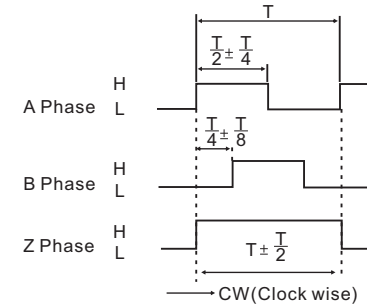 T
T/2 ± T/4
H
A Phase L
T/4 ± T/8
H
B Phase L
H
Z Phase L
T ± T/2
CW(Clock wise)